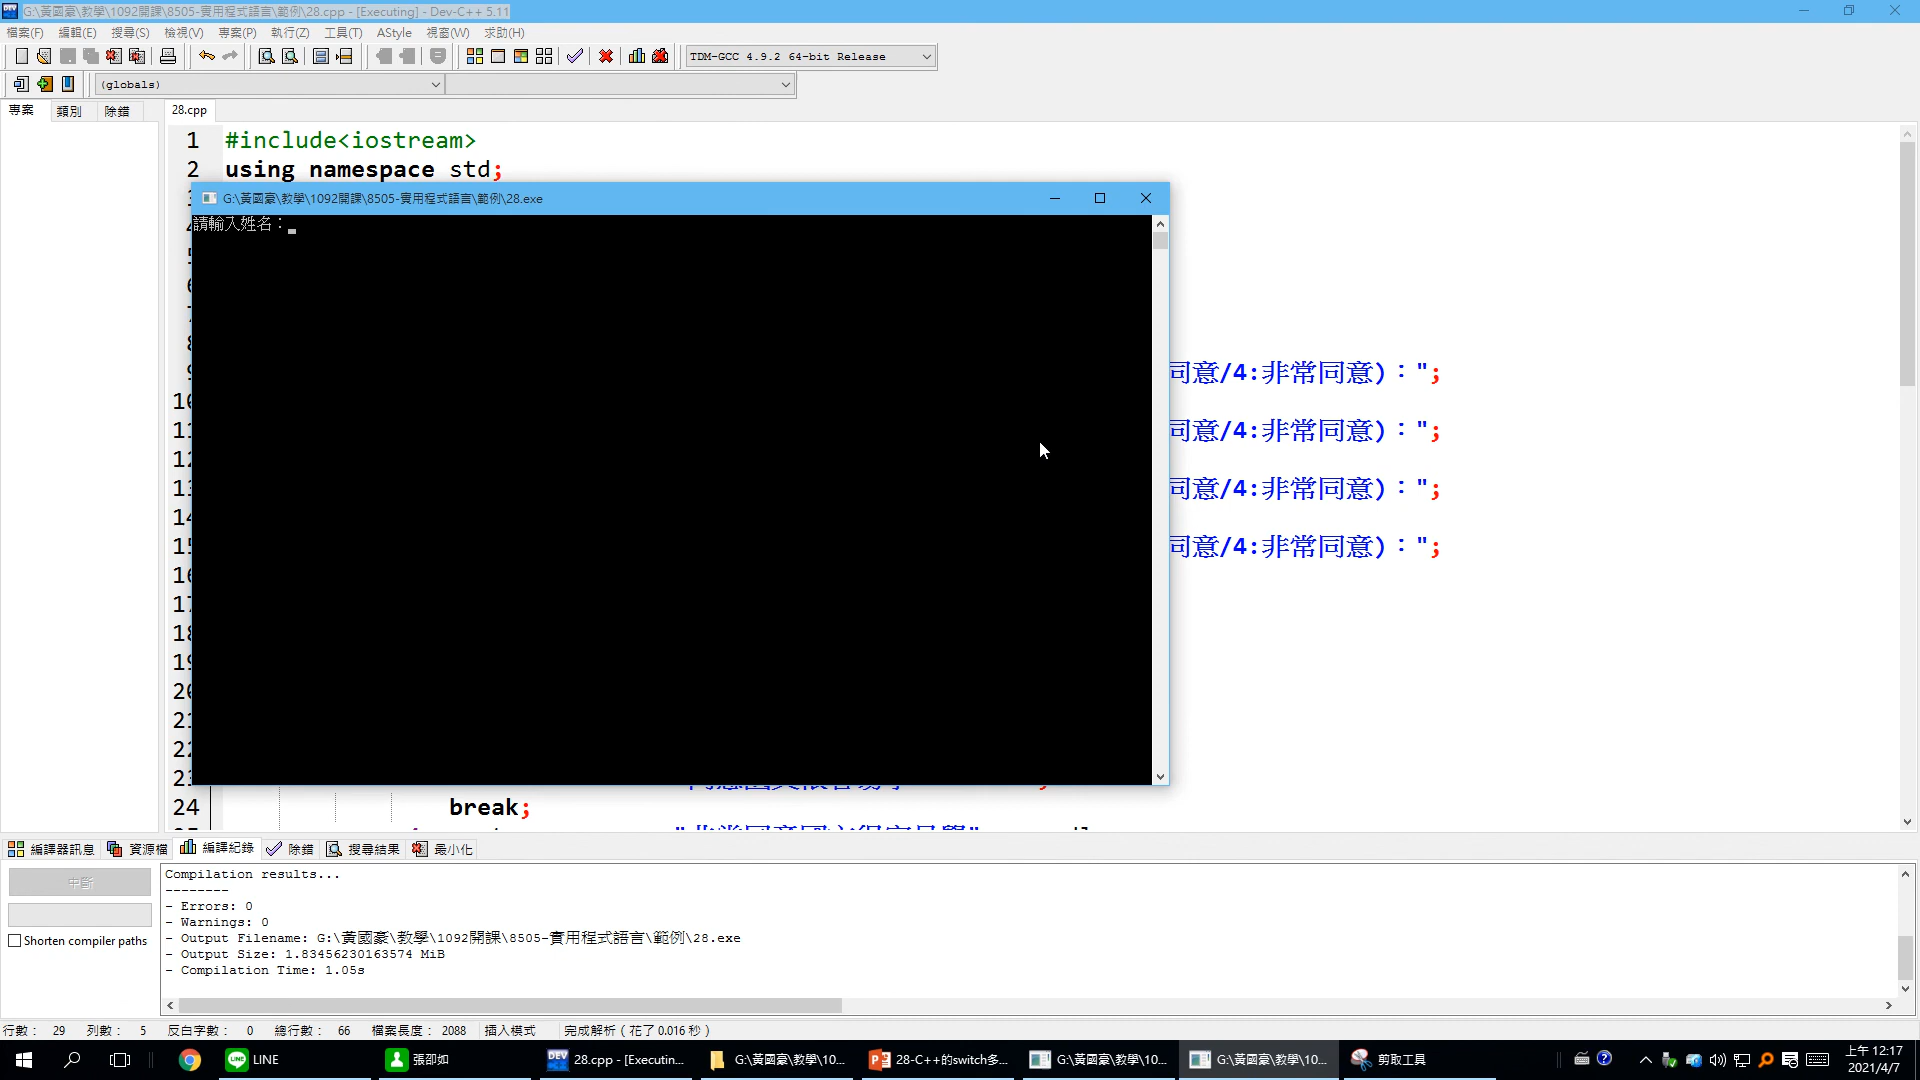 G:\黃國豪\教學\1092開課\8505-實用程式語言\範例\28.cpp - [Executing] - Dev-C++ 5.11
檔案(F) 編輯(E) 搜尋(S) 檢視(V) 專案(P) 執行(Z) 工具(T) AStyle 視窗(W) 求助(H)
TDM-GCC 4.9.2 64-bit Release
(globals)
專案 類別 除錯 28.cpp
1 #include<iostream>
2 using namespace std;
G:\黃國豪\教學\1092開課\8505-實用程式語言\範例\28.exe
請輸入姓名：
同意/4:非常同意)：";
同意/4:非常同意)：";
同意/4:非常同意)：";
同意/4:非常同意)：";
24 break;
編譯器訊息 資源檔 編譯紀錄 除錯 搜尋結果 最小化
中斷
Shorten compiler paths
Compilation results...
--------
- Errors: 0
- Warnings: 0
- Output Filename: G:\黃國豪\教學\1092開課\8505-實用程式語言\範例\28.exe
- Output Size: 1.83456230163574 MiB
- Compilation Time: 1.05s
行數： 29 列數： 5 反白字數： 0 總行數： 66 檔案長度： 2088 插入模式 完成解析 ( 花了 0.016 秒 )
LINE 張邵如 28.cpp - [Executin... G:\黃國豪\教學\10... 28-C++的switch多... G:\黃國豪\教學\10... G:\黃國豪\教學\10... 剪取工具
上午 12:17
2021/4/7